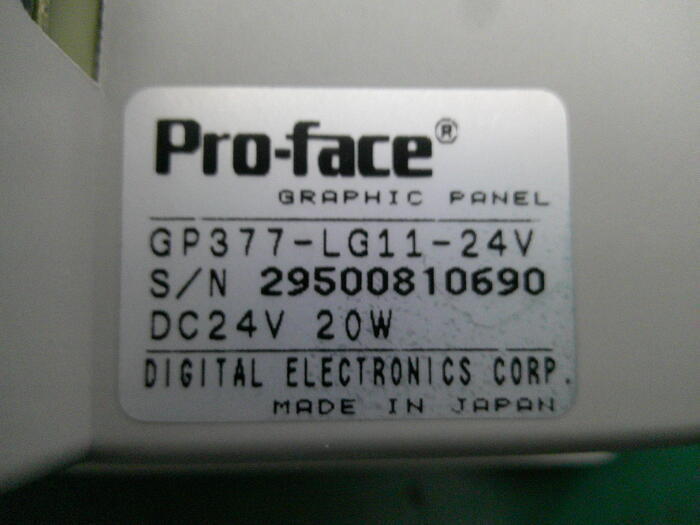 Pro-face®
GRAPHIC PANEL
GP377-LG11-24V
S/N 29500810690
DC24V 20W
DIGITAL ELECTRONICS CORP.
MADE IN JAPAN